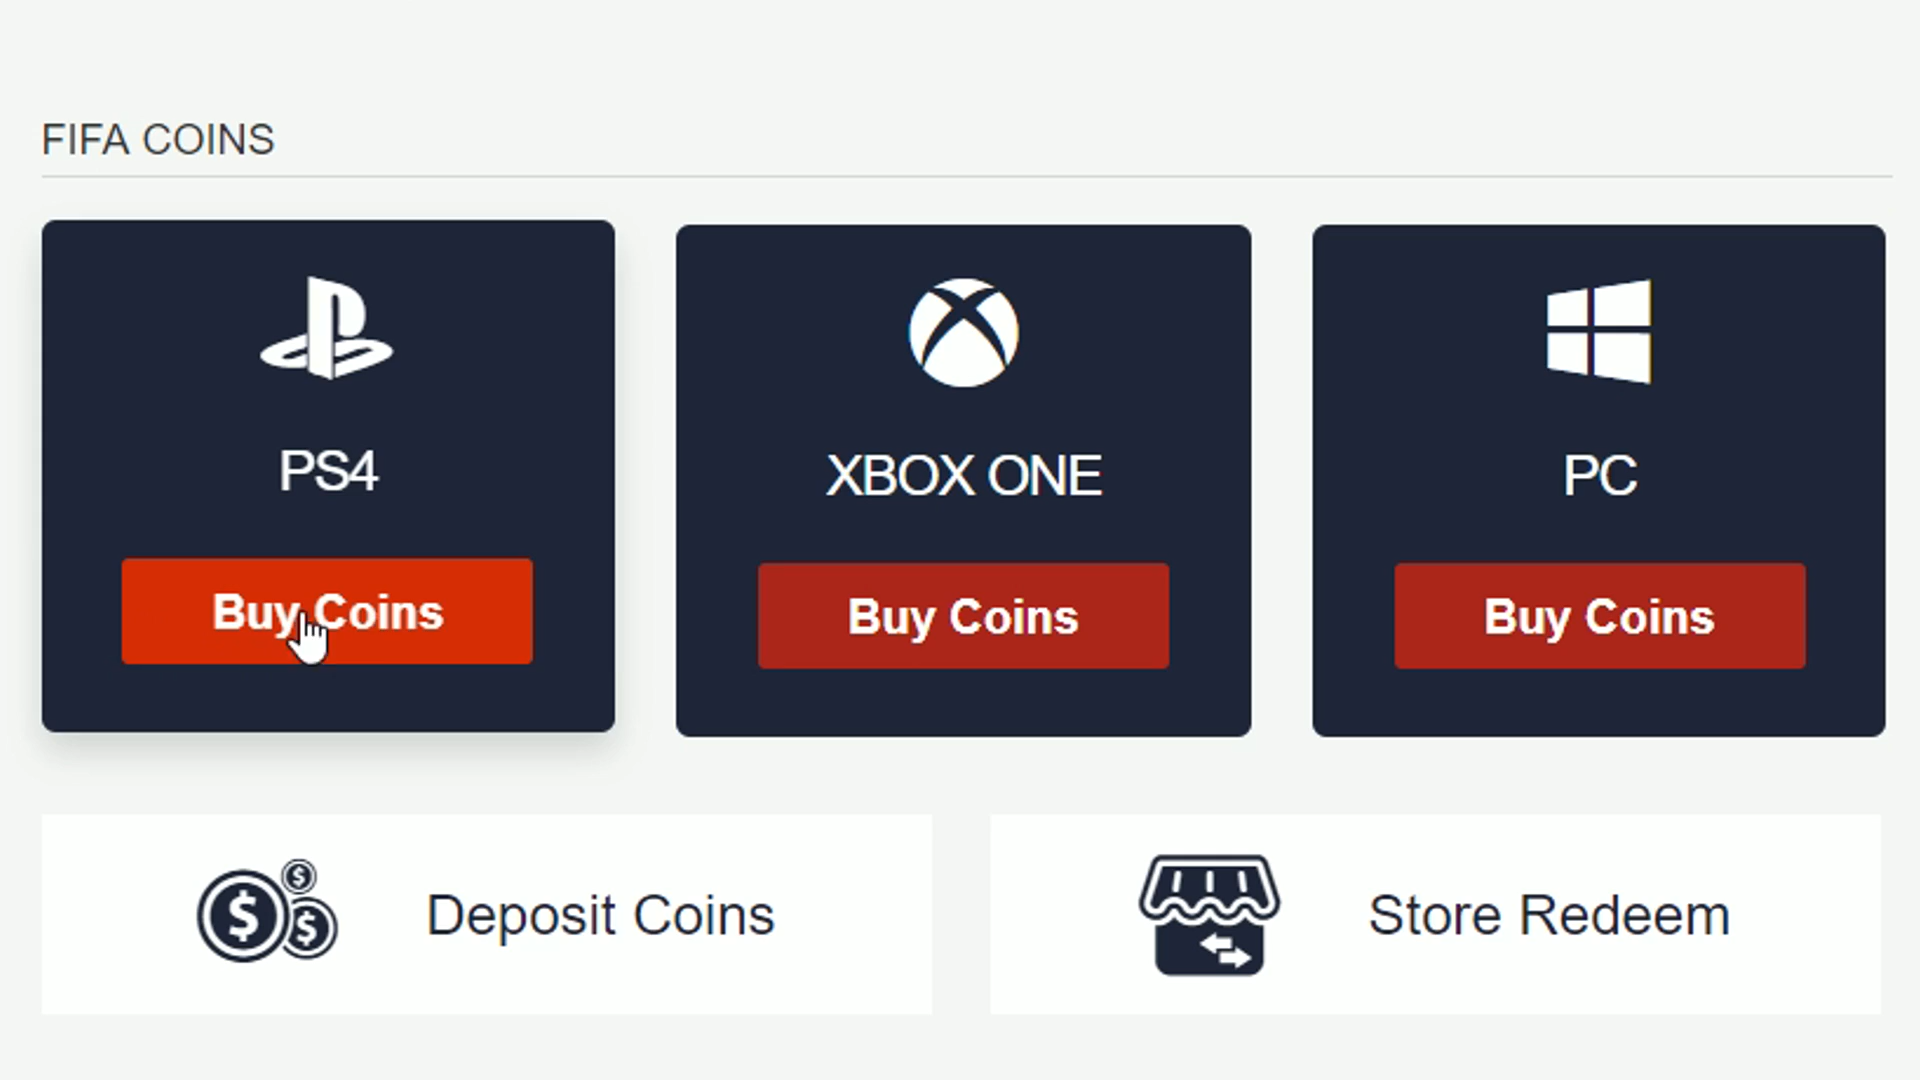 FIFA COINS
PS4
XBOX ONE
PC
Buy Coins
Buy Coins
Buy Coins
Deposit Coins
Store Redeem